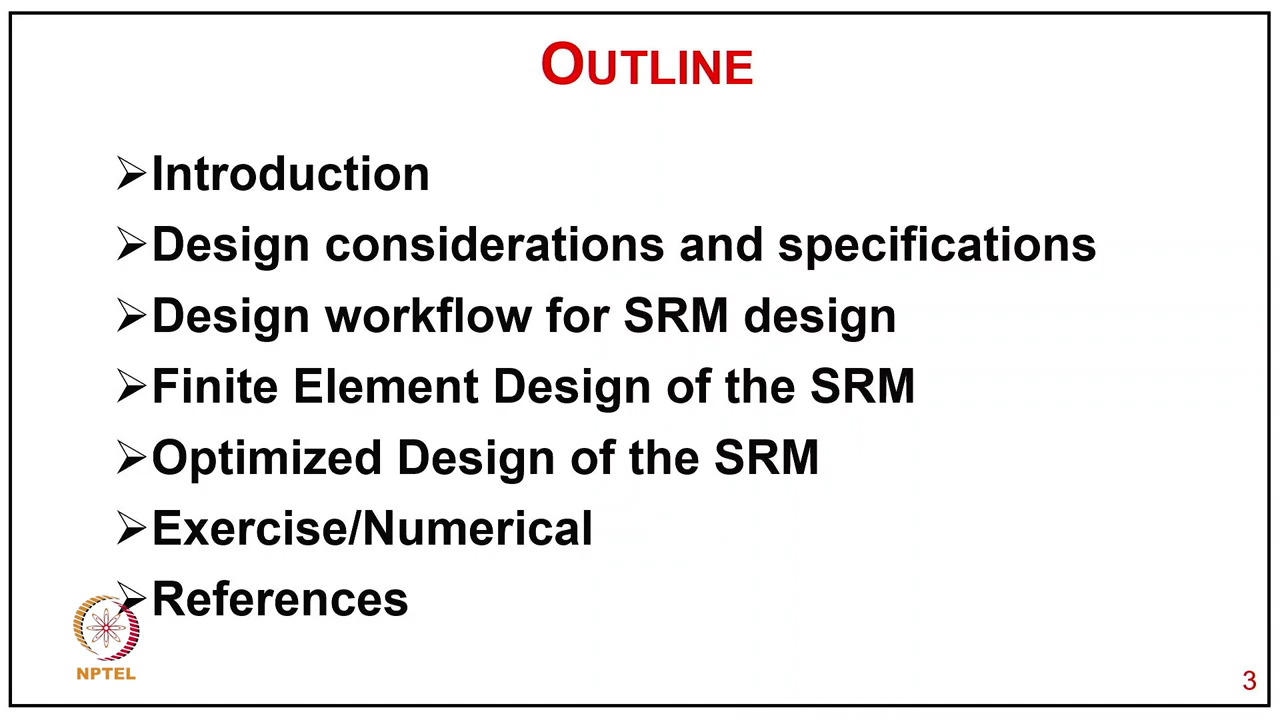 OUTLINE
➢Introduction
➢Design considerations and specifications
➢Design workflow for SRM design
➢Finite Element Design of the SRM
➢Optimized Design of the SRM
➢Exercise/Numerical
➢References
NPTEL
3